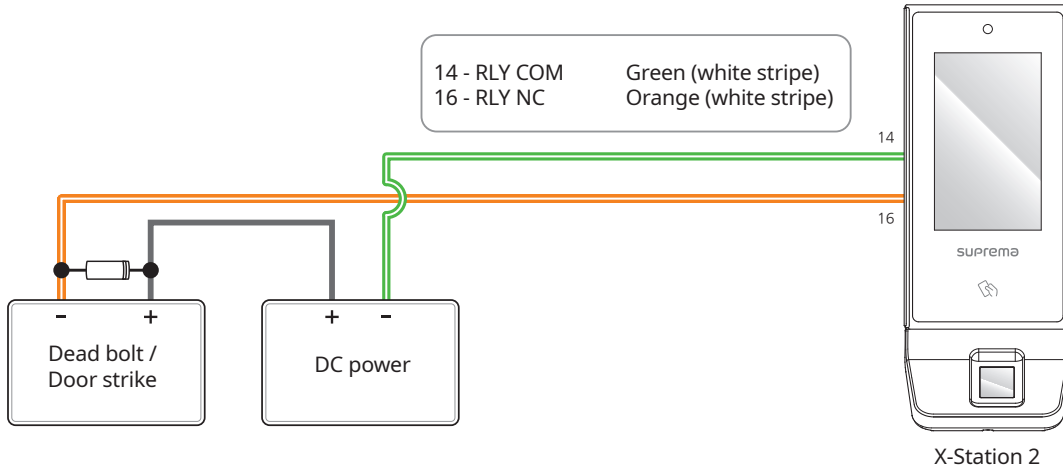 14 - RLY COM Green (white stripe)
16 - RLY NC Orange (white stripe)
14
16
suprema
- +
Dead bolt /
Door strike
+ -
DC power
X-Station 2